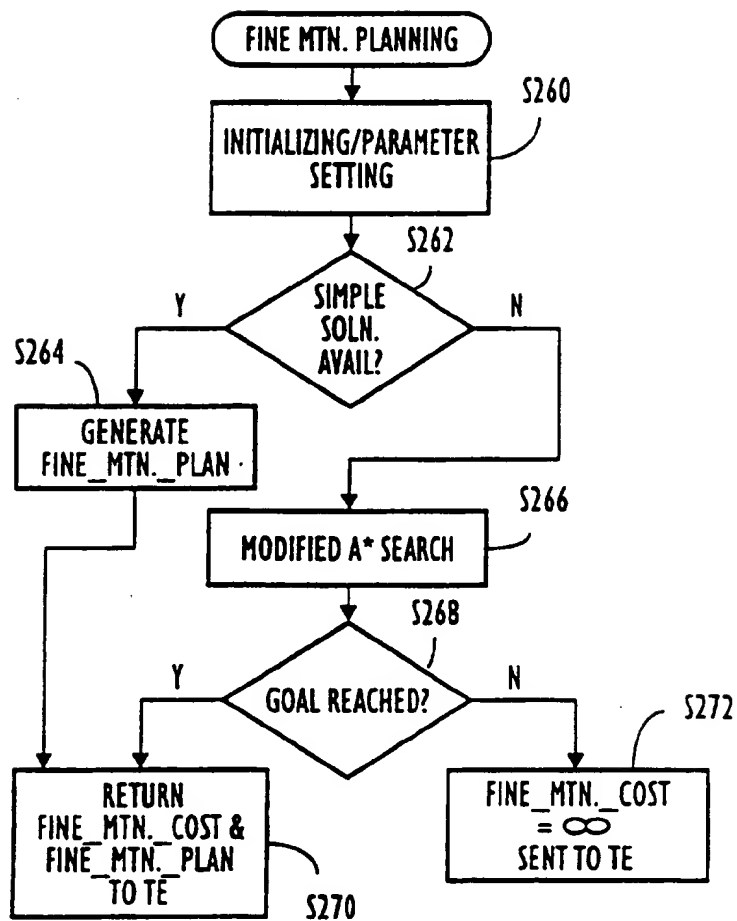 FINE MTN. PLANNING
S260
INITIALIZING/PARAMETER
SETTING
S262
SIMPLE
SOLN.
AVAIL?
Y
N
S264
GENERATE
FINE_MTN._PLAN
S266
MODIFIED A* SEARCH
S268
GOAL REACHED?
Y
N
S272
RETURN
FINE_MTN._COST &
FINE_MTN._PLAN
TO TE
S270
FINE_MTN._COST
= ∞
SENT TO TE